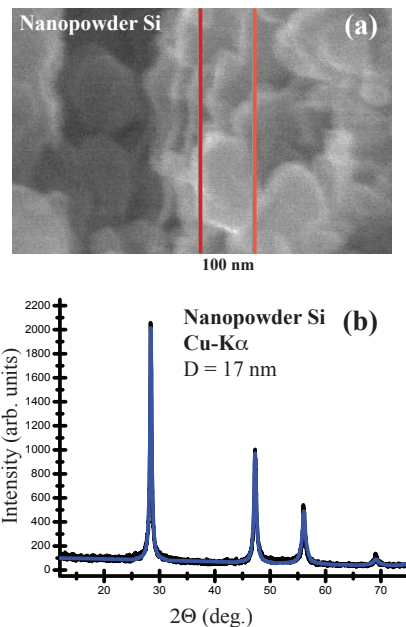 Nanopowder Si (a)
100 nm
2200
2000
1800
1600
1400
1200
1000
800
600
400
200
0
Nanopowder Si (b)
Cu-Kα
D = 17 nm
Intensity (arb. units)
20 30 40 50 60 70
2Θ (deg.)